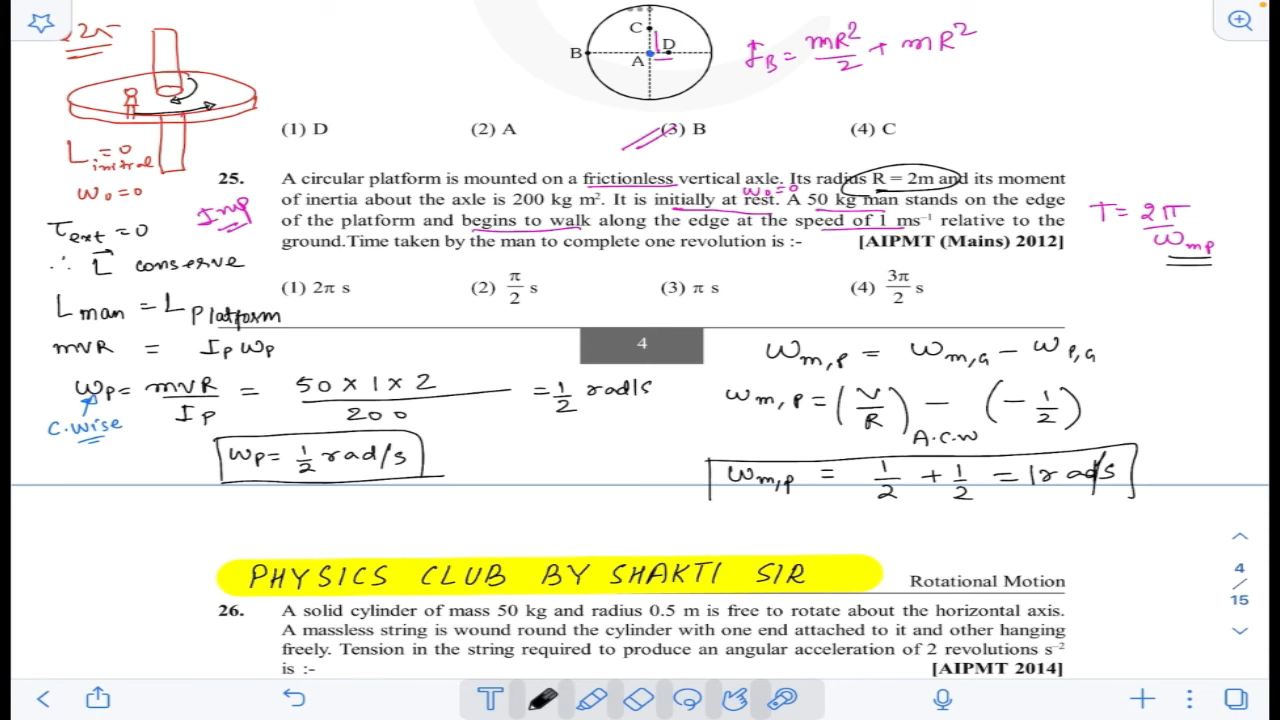 2π
C
B
D
A
I_B = mR²/2 + mR²
L_initial = 0
ω₀ = 0
(1) D (2) A (3) B (4) C
25. A circular platform is mounted on a frictionless vertical axle. Its radius R = 2m and its moment
ω₀ = 0
of inertia about the axle is 200 kg m². It is initially at rest. A 50 kg man stands on the edge
Imp
of the platform and begins to walk along the edge at the speed of 1 ms⁻¹ relative to the
ground.Time taken by the man to complete one revolution is :- [AIPMT (Mains) 2012]
T = 2π/ω_mp
(1) 2π s (2) π/2 s (3) π s (4) 3π/2 s
τ_ext = 0
∴ L⃗ conserve
L_man = L_Platform
mVR = I_P ω_P
ω_P = mVR/I_P = 50 × 1 × 2/200 = 1/2 rad/s
C.wise
ω_P = 1/2 rad/s
4
ω_m,P = ω_m,G − ω_P,G
ω_m,P = (V/R)_A.C.W − (− 1/2)
ω_m,P = 1/2 + 1/2 = 1 rad/s
PHYSICS CLUB BY SHAKTI SIR
Rotational Motion
26. A solid cylinder of mass 50 kg and radius 0.5 m is free to rotate about the horizontal axis.
A massless string is wound round the cylinder with one end attached to it and other hanging
freely. Tension in the string required to produce an angular acceleration of 2 revolutions s⁻²
is :- [AIPMT 2014]
4
/
15
T